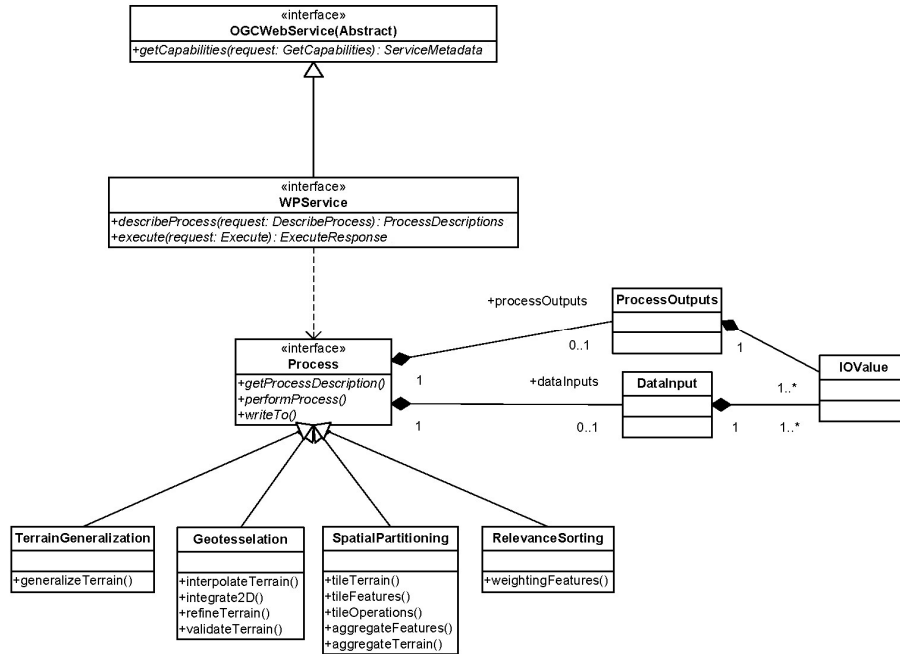 «interface»
OGCWebService(Abstract)
+getCapabilities(request: GetCapabilities): ServiceMetadata
«interface»
WPService
+describeProcess(request: DescribeProcess): ProcessDescriptions
+execute(request: Execute): ExecuteResponse
+processOutputs
ProcessOutputs
0..1
1
«interface»
Process
+getProcessDescription()
+performProcess()
+writeTo()
1
+dataInputs
DataInput
1..*
IOValue
1
0..1
1
1..*
TerrainGeneralization
+generalizeTerrain()
Geotesselation
+interpolateTerrain()
+integrate2D()
+refineTerrain()
+validateTerrain()
SpatialPartitioning
+tileTerrain()
+tileFeatures()
+tileOperations()
+aggregateFeatures()
+aggregateTerrain()
RelevanceSorting
+weightingFeatures()